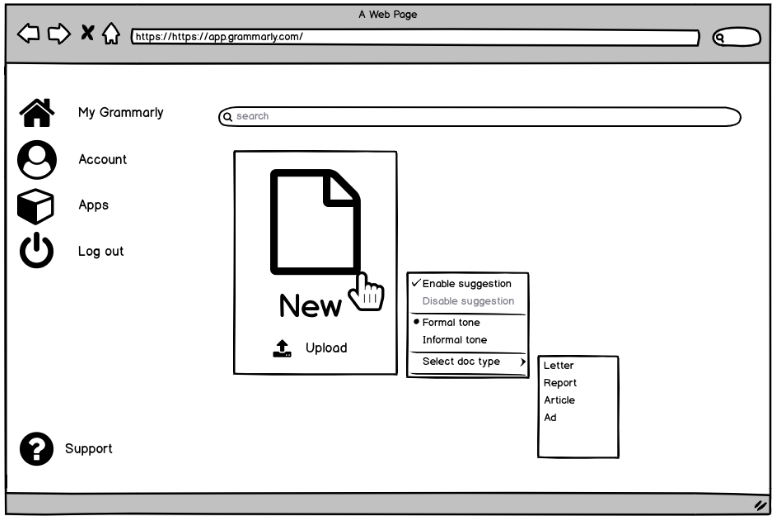 A Web Page
https://https://app.grammarly.com/
My Grammarly
search
Account
Apps
Log out
New
Upload
Enable suggestion
Disable suggestion
Formal tone
Informal tone
Select doc type
Letter
Report
Article
Ad
Support